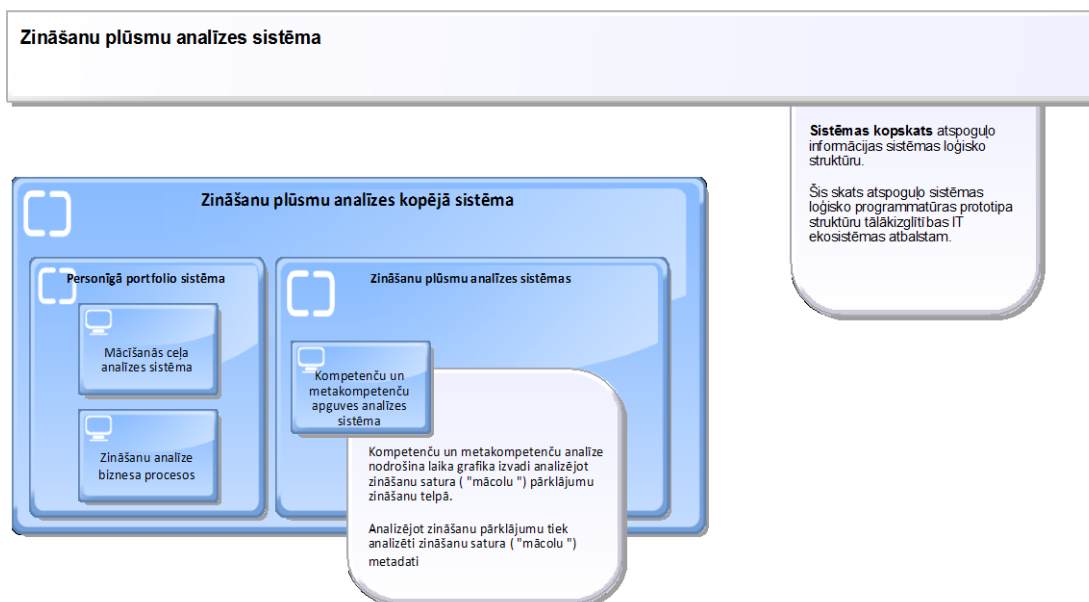 Zināšanu plūsmu analīzes sistēma
Sistēmas kopskats atspoguļo
informācijas sistēmas loģisko
struktūru.
Šis skats atspoguļo sistēmas
loģisko programmatūras prototipa
struktūru tālākizglītības IT
ekosistēmas atbalstam.
Zināšanu plūsmu analīzes kopējā sistēma
Personīgā portfolio sistēma
Mācīšanās ceļa
analīzes sistēma
Zināšanu analīze
biznesa procesos
Zināšanu plūsmu analīzes sistēmas
Kompetenču un
metakompetenču
apguves analīzes
sistēma
Kompetenču un metakompetenču analīze
nodrošina laika grafika izvadi analizējot
zināšanu satura ( "mācolu ") pārklājumu
zināšanu telpā.
Analizējot zināšanu pārklājumu tiek
analizēti zināšanu satura ( "mācolu ")
metadati